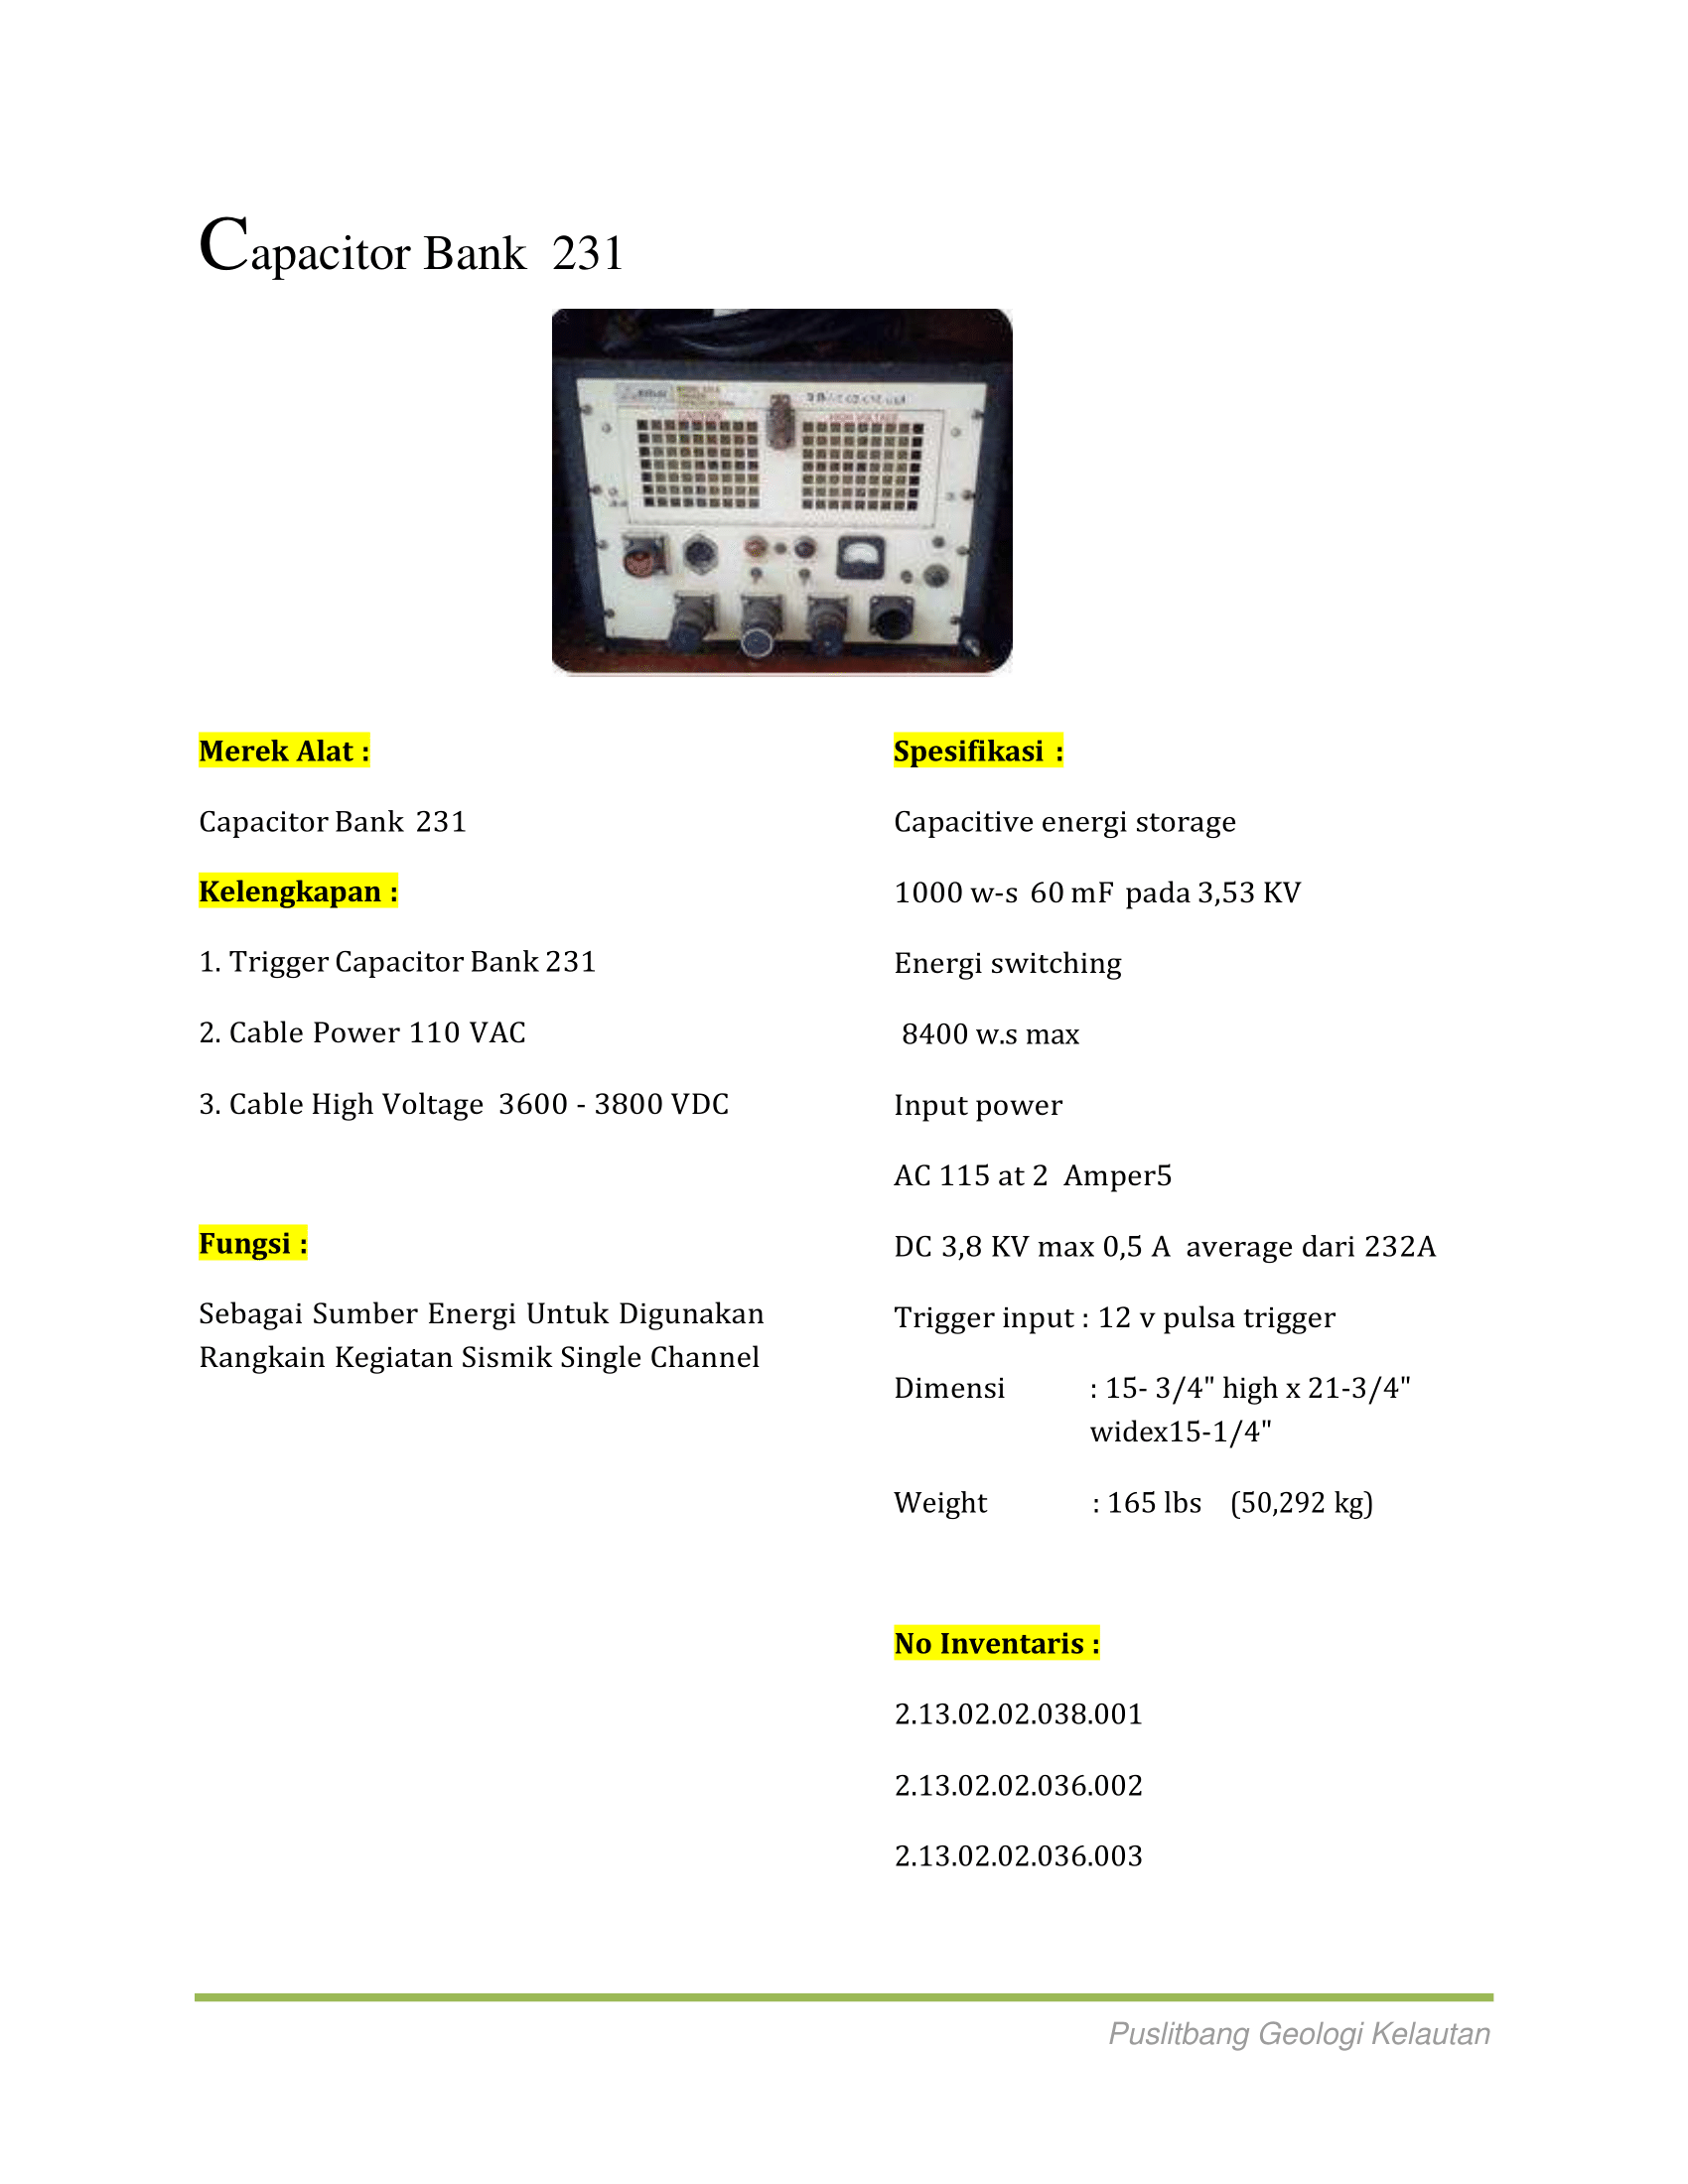 Capacitor Bank 231
CAUTION
HIGH VOLTAGE
Merek Alat :
Capacitor Bank 231
Kelengkapan :
1. Trigger Capacitor Bank 231
2. Cable Power 110 VAC
3. Cable High Voltage 3600 - 3800 VDC
Fungsi :
Sebagai Sumber Energi Untuk Digunakan
Rangkain Kegiatan Sismik Single Channel
Spesifikasi :
Capacitive energi storage
1000 w-s 60 mF pada 3,53 KV
Energi switching
8400 w.s max
Input power
AC 115 at 2 Amper5
DC 3,8 KV max 0,5 A average dari 232A
Trigger input : 12 v pulsa trigger
Dimensi : 15- 3/4" high x 21-3/4"
widex15-1/4"
Weight : 165 lbs (50,292 kg)
No Inventaris :
2.13.02.02.038.001
2.13.02.02.036.002
2.13.02.02.036.003
Puslitbang Geologi Kelautan